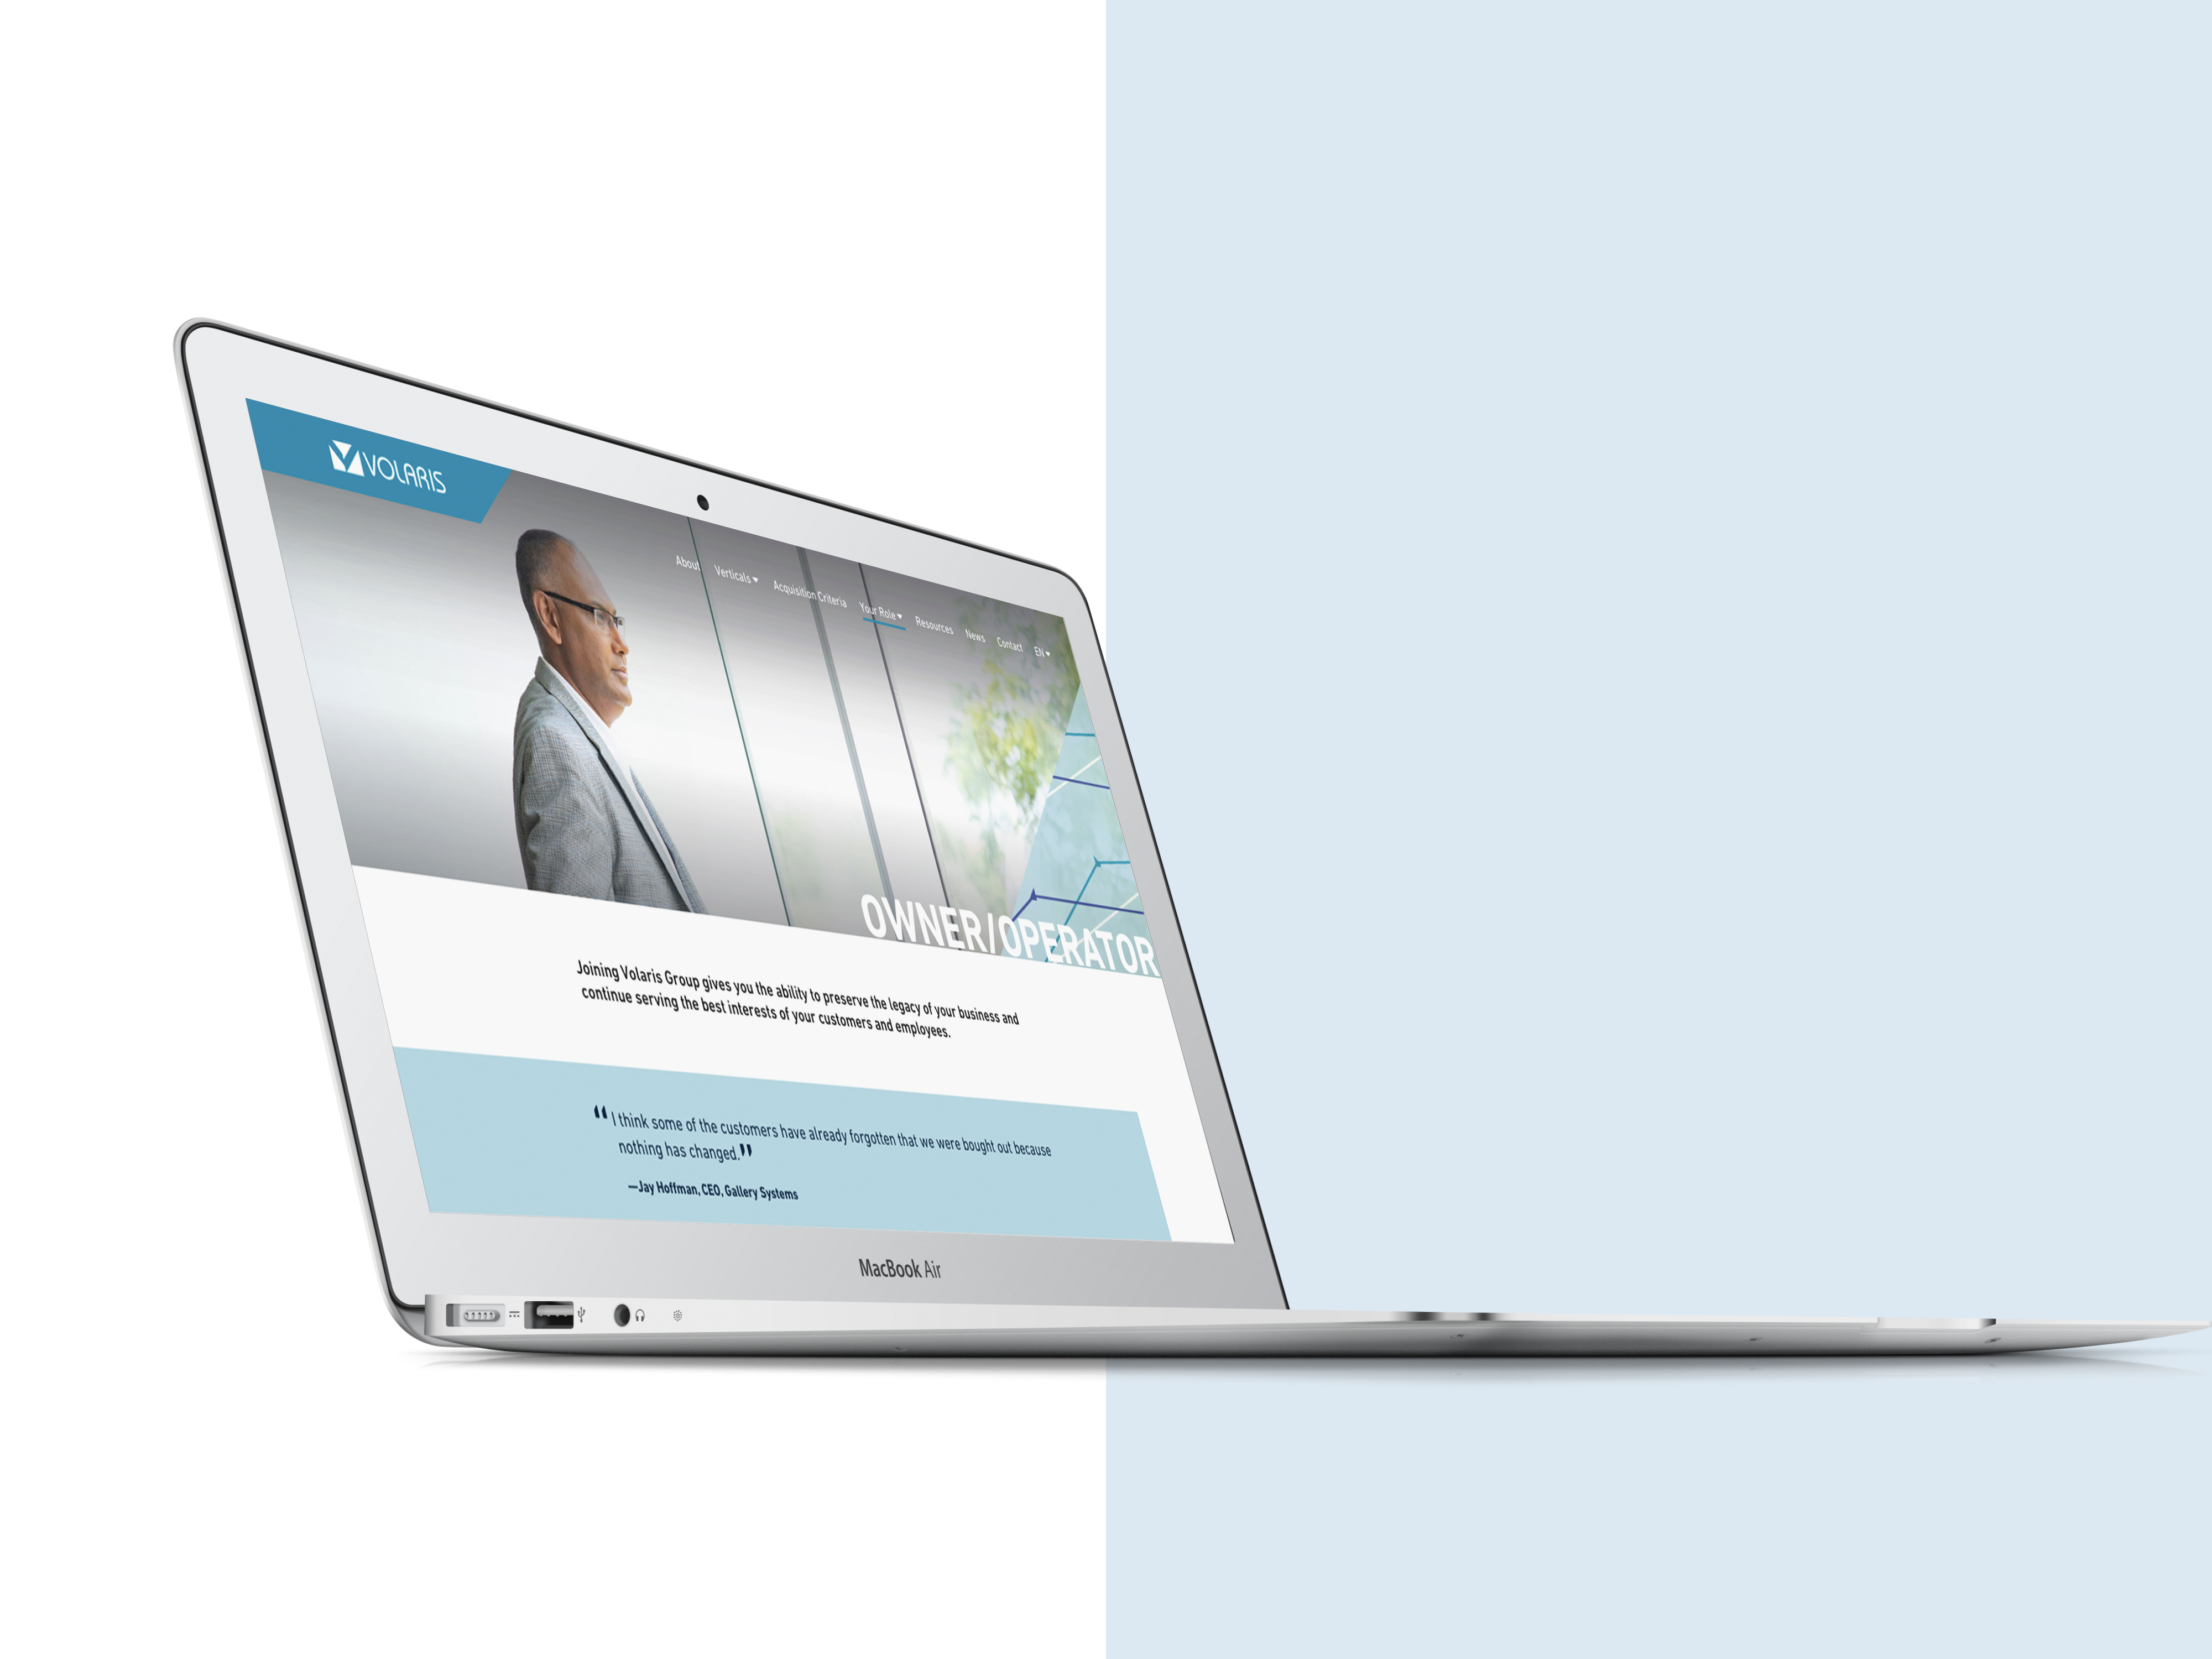 VOLARIS
About Verticals Acquisition Criteria Your Role Resources News Contact EN
OWNER/OPERATOR
Joining Volaris Group gives you the ability to preserve the legacy of your business and
continue serving the best interests of your customers and employees.
“ I think some of the customers have already forgotten that we were bought out because
nothing has changed.”
—Jay Hoffman, CEO, Gallery Systems
MacBook Air